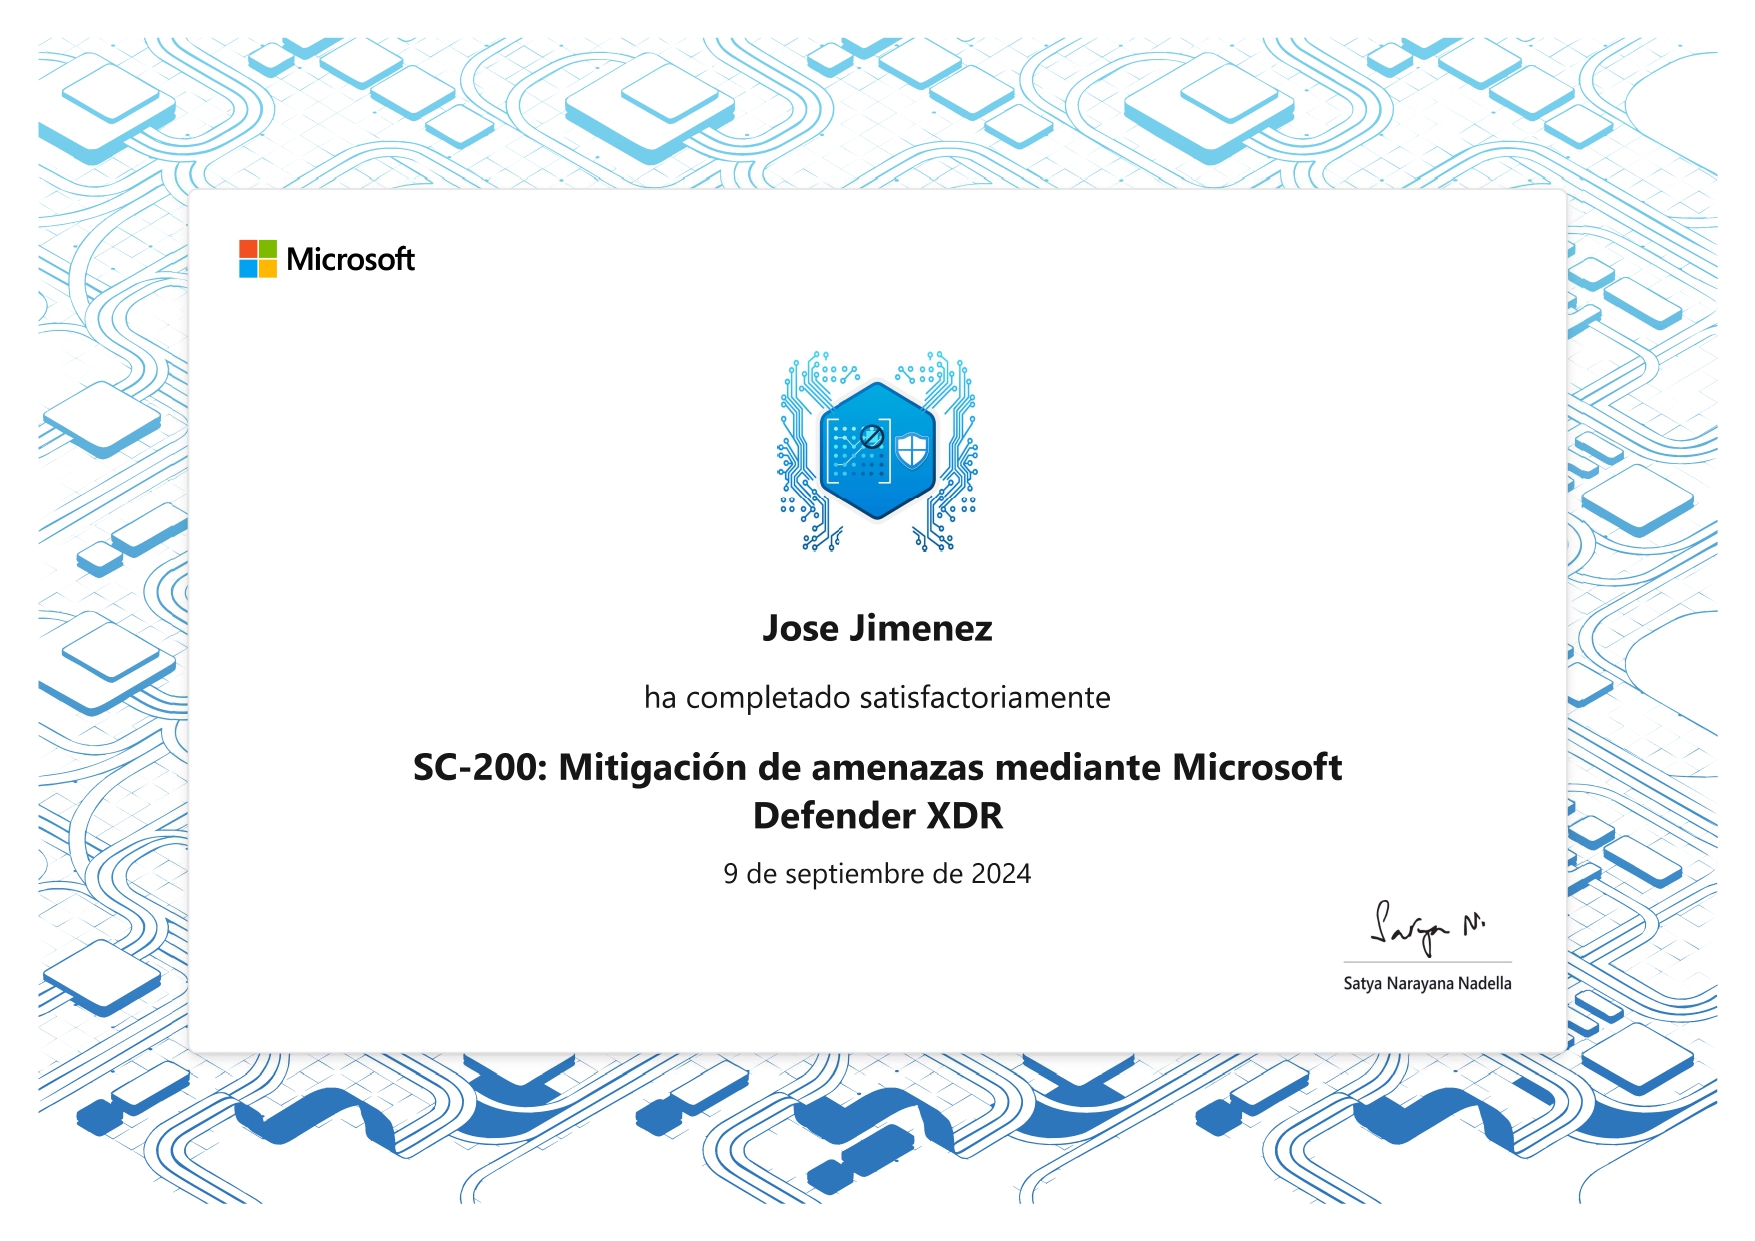 Microsoft
Jose Jimenez
ha completado satisfactoriamente
SC-200: Mitigación de amenazas mediante Microsoft
Defender XDR
9 de septiembre de 2024
Satya N.
Satya Narayana Nadella